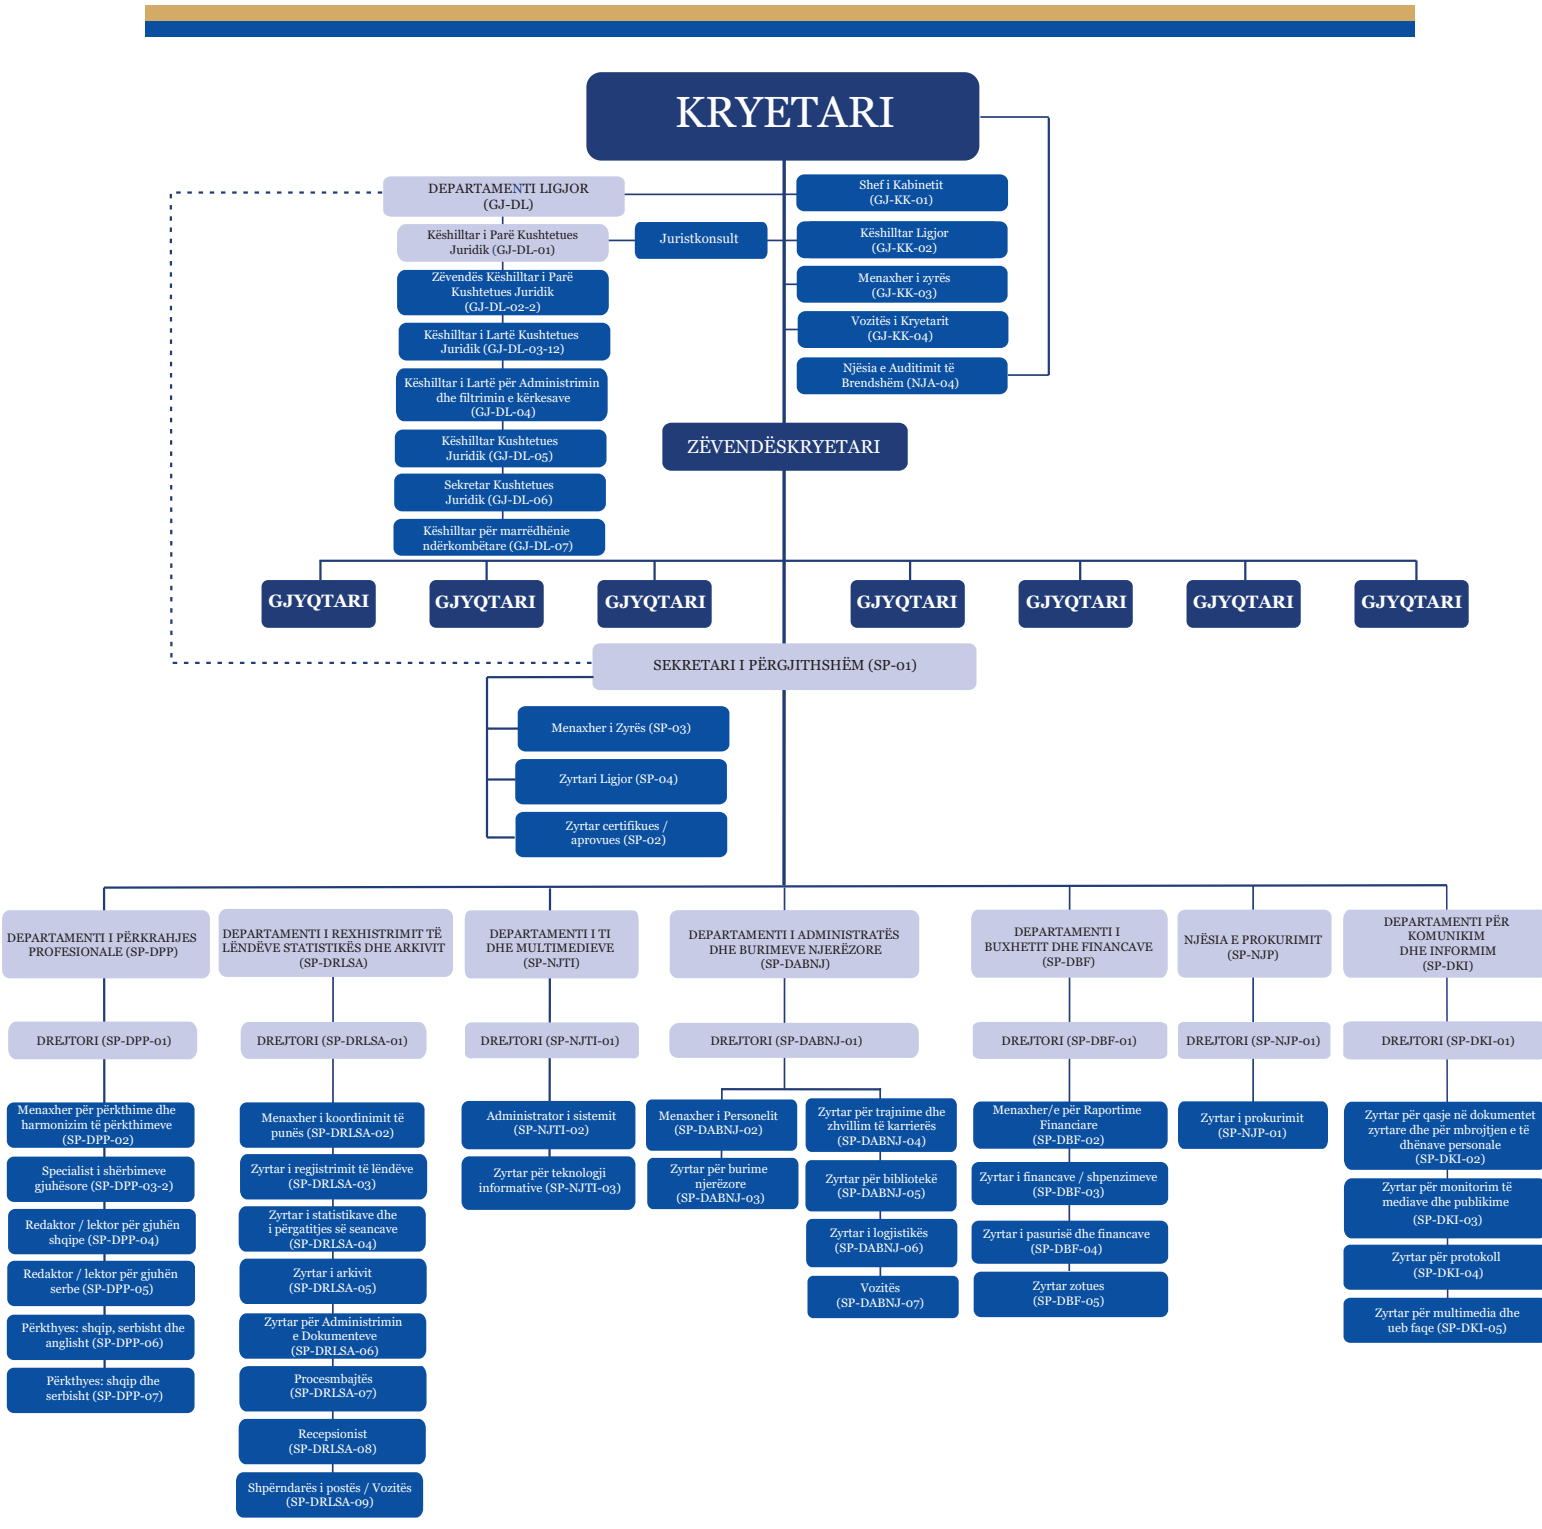 KRYETARI
DEPARTAMENTI LIGJOR
(GJ-DL)
Këshilltar i Parë Kushtetues
Juridik (GJ-DL-01)
Juristkonsult
Zëvendës Këshilltar i Parë
Kushtetues Juridik
(GJ-DL-02-2)
Këshilltar i Lartë Kushtetues
Juridik (GJ-DL-03-12)
Këshilltar i Lartë për Administrimin
dhe filtrimin e kërkesave
(GJ-DL-04)
Këshilltar Kushtetues
Juridik (GJ-DL-05)
Sekretar Kushtetues
Juridik (GJ-DL-06)
Këshilltar për marrëdhënie
ndërkombëtare (GJ-DL-07)
Shef i Kabinetit
(GJ-KK-01)
Këshilltar Ligjor
(GJ-KK-02)
Menaxher i zyrës
(GJ-KK-03)
Vozitës i Kryetarit
(GJ-KK-04)
Njësia e Auditimit të
Brendshëm (NJA-04)
ZËVENDËSKRYETARI
GJYQTARI
GJYQTARI
GJYQTARI
GJYQTARI
GJYQTARI
GJYQTARI
GJYQTARI
SEKRETARI I PËRGJITHSHËM (SP-01)
Menaxher i Zyrës (SP-03)
Zyrtari Ligjor (SP-04)
Zyrtar certifikues /
aprovues (SP-02)
DEPARTAMENTI I PËRKRAHJES
PROFESIONALE (SP-DPP)
DREJTORI (SP-DPP-01)
Menaxher për përkthime dhe
harmonizim të përkthimeve
(SP-DPP-02)
Specialist i shërbimeve
gjuhësore (SP-DPP-03-2)
Redaktor / lektor për gjuhën
shqipe (SP-DPP-04)
Redaktor / lektor për gjuhën
serbe (SP-DPP-05)
Përkthyes: shqip, serbisht dhe
anglisht (SP-DPP-06)
Përkthyes: shqip dhe
serbisht (SP-DPP-07)
DEPARTAMENTI I REXHISTRIMIT TË
LËNDËVE STATISTIKËS DHE ARKIVIT
(SP-DRLSA)
DREJTORI (SP-DRLSA-01)
Menaxher i koordinimit të
punës (SP-DRLSA-02)
Zyrtar i regjistrimit të lëndëve
(SP-DRLSA-03)
Zyrtar i statistikave dhe
i përgatitjes së seancave
(SP-DRLSA-04)
Zyrtar i arkivit
(SP-DRLSA-05)
Zyrtar për Administrimin
e Dokumenteve
(SP-DRLSA-06)
Procesmbajtës
(SP-DRLSA-07)
Recepsionist
(SP-DRLSA-08)
Shpërndarës i postës / Vozitës
(SP-DRLSA-09)
DEPARTAMENTI I TI
DHE MULTIMEDIEVE
(SP-NJTI)
DREJTORI (SP-NJTI-01)
Administrator i sistemit
(SP-NJTI-02)
Zyrtar për teknologji
informative (SP-NJTI-03)
DEPARTAMENTI I ADMINISTRATËS
DHE BURIMEVE NJERËZORE
(SP-DABNJ)
DREJTORI (SP-DABNJ-01)
Menaxher i Personelit
(SP-DABNJ-02)
Zyrtar për burime
njerëzore
(SP-DABNJ-03)
Zyrtar për trajnime dhe
zhvillim të karrierës
(SP-DABNJ-04)
Zyrtar për bibliotekë
(SP-DABNJ-05)
Zyrtar i logjistikës
(SP-DABNJ-06)
Vozitës
(SP-DABNJ-07)
DEPARTAMENTI I
BUXHETIT DHE FINANCAVE
(SP-DBF)
DREJTORI (SP-DBF-01)
Menaxher/e për Raportime
Financiare
(SP-DBF-02)
Zyrtar i financave / shpenzimeve
(SP-DBF-03)
Zyrtar i pasurisë dhe financave
(SP-DBF-04)
Zyrtar zotues
(SP-DBF-05)
NJËSIA E PROKURIMIT
(SP-NJP)
DREJTORI (SP-NJP-01)
Zyrtar i prokurimit
(SP-NJP-01)
DEPARTAMENTI PËR
KOMUNIKIM
DHE INFORMIM
(SP-DKI)
DREJTORI (SP-DKI-01)
Zyrtar për qasje në dokumentet
zyrtare dhe për mbrojtjen e të
dhënave personale
(SP-DKI-02)
Zyrtar për monitorim të
mediave dhe publikime
(SP-DKI-03)
Zyrtar për protokoll
(SP-DKI-04)
Zyrtar për multimedia dhe
ueb faqe (SP-DKI-05)